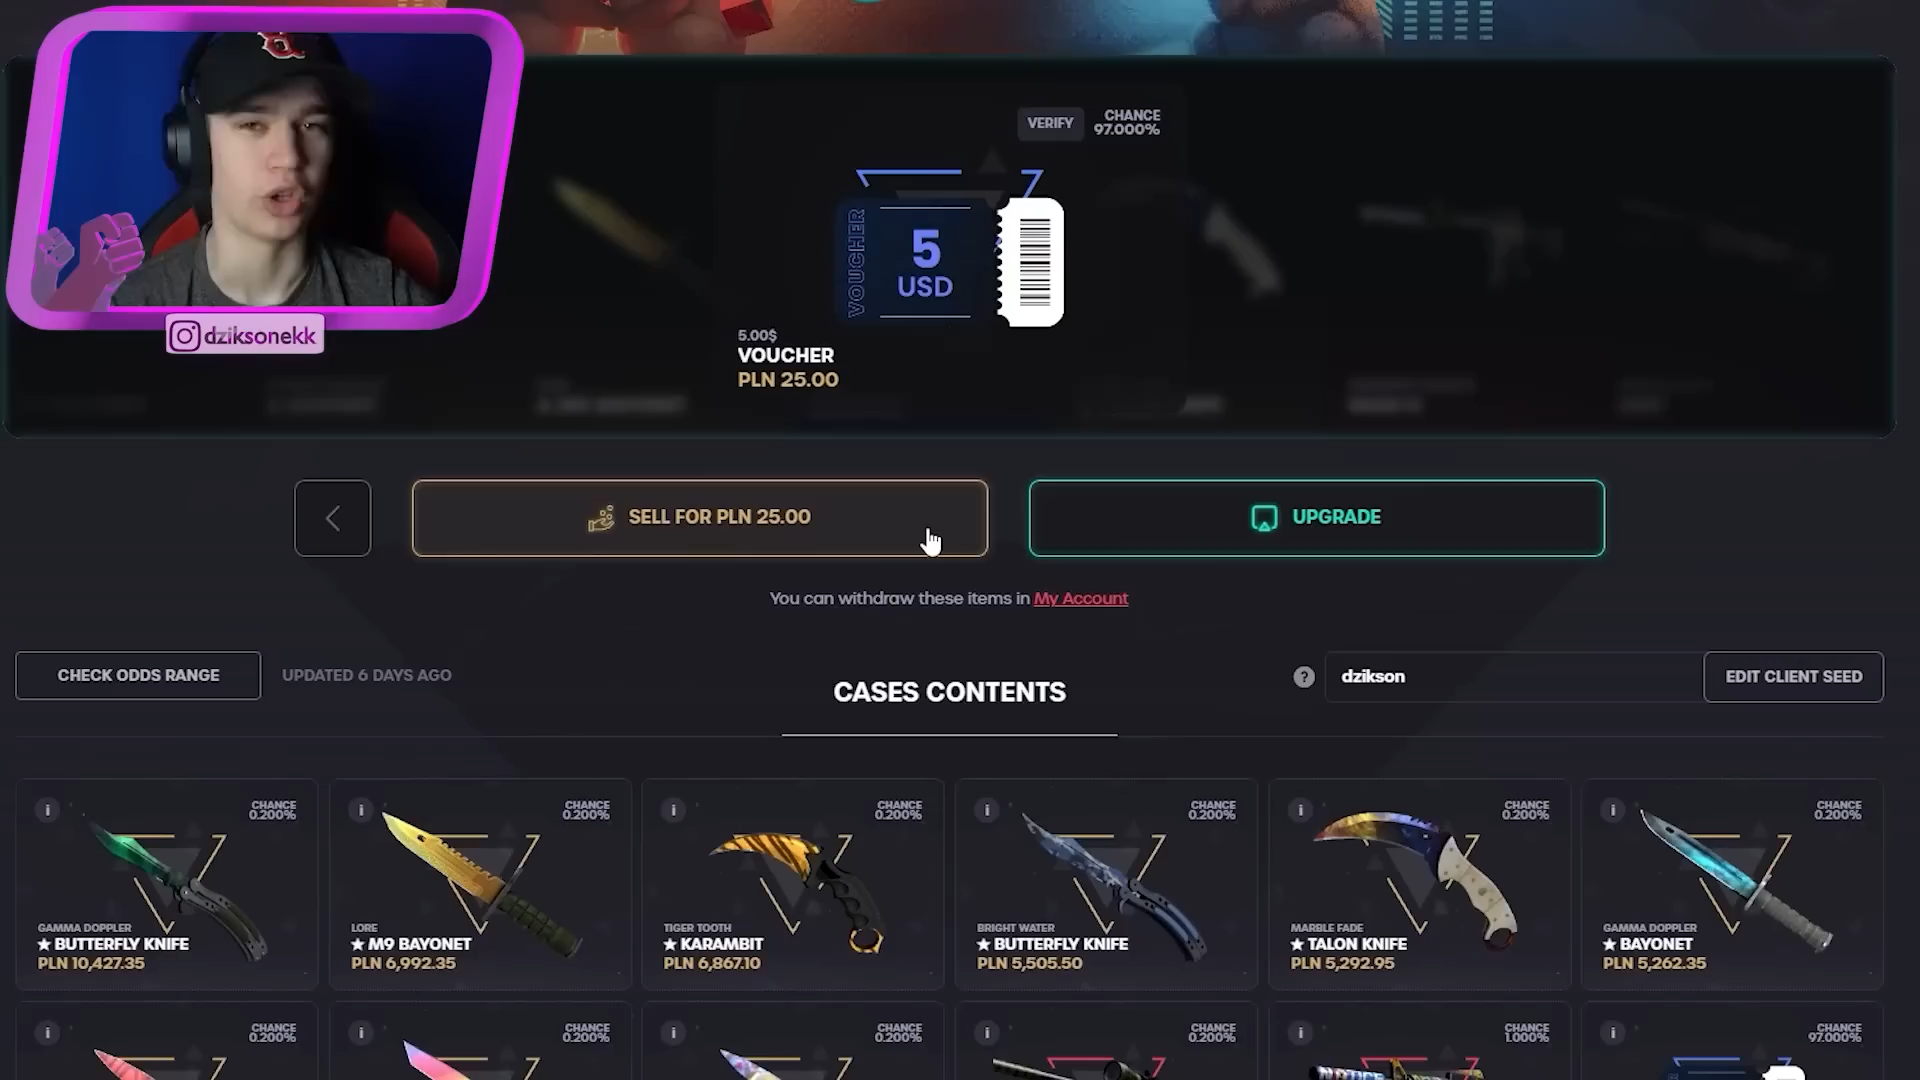 VERIFY
CHANCE
97.000%
VOUCHER
5
USD
5.00$
VOUCHER
PLN 25.00
dziksonekk
SELL FOR PLN 25.00
UPGRADE
You can withdraw these items in My Account
CHECK ODDS RANGE
UPDATED 6 DAYS AGO
CASES CONTENTS
?
dzikson
EDIT CLIENT SEED
i
CHANCE
0.200%
GAMMA DOPPLER
★ BUTTERFLY KNIFE
PLN 10,427.35
i
CHANCE
0.200%
LORE
★ M9 BAYONET
PLN 6,992.35
i
CHANCE
0.200%
TIGER TOOTH
★ KARAMBIT
PLN 6,867.10
i
CHANCE
0.200%
BRIGHT WATER
★ BUTTERFLY KNIFE
PLN 5,505.50
i
CHANCE
0.200%
MARBLE FADE
★ TALON KNIFE
PLN 5,292.95
i
CHANCE
0.200%
GAMMA DOPPLER
★ BAYONET
PLN 5,262.35
i
CHANCE
0.200%
i
CHANCE
0.200%
i
CHANCE
0.200%
i
CHANCE
0.200%
i
CHANCE
1.000%
i
CHANCE
97.000%